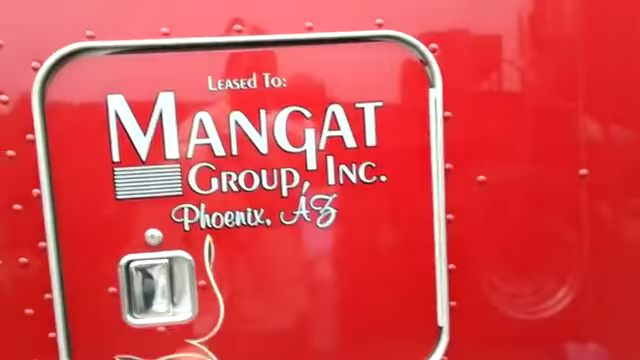 LEASED TO:
MANGAT
GROUP, INC.
Phoenix, AZ